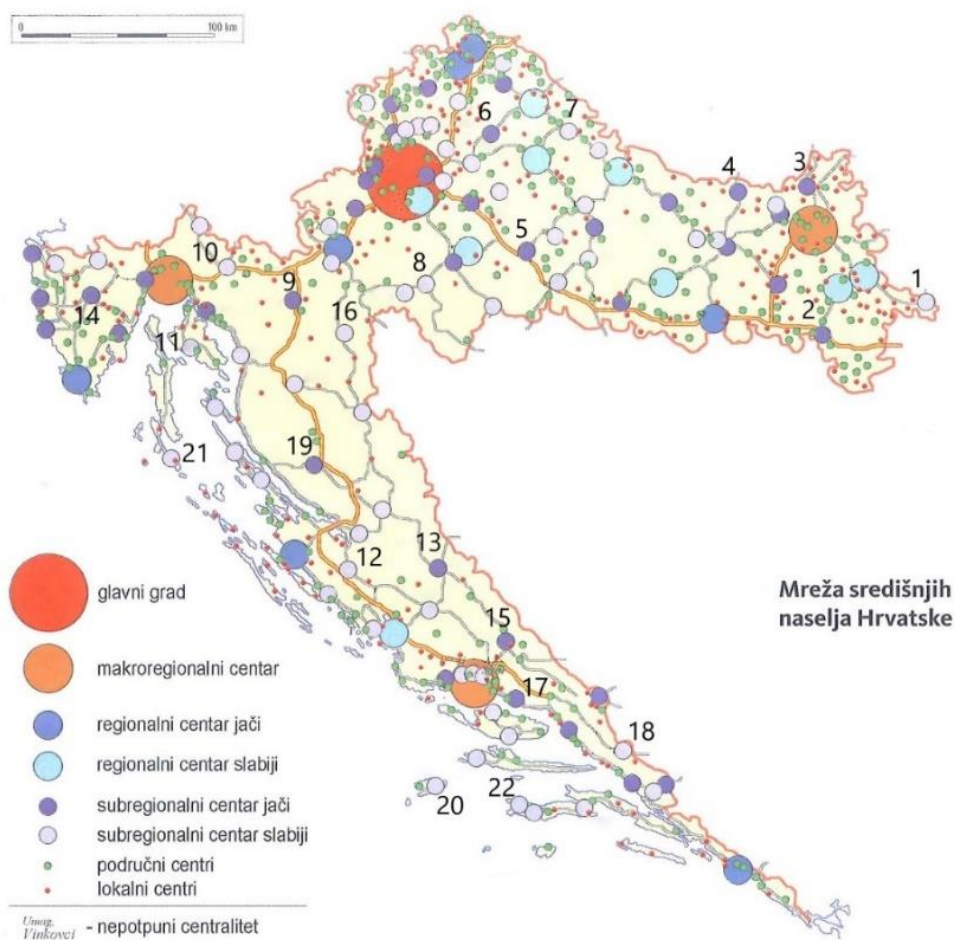 0 100 km
6
7
4
3
5
10
9
8
1
2
14
16
11
19
21
12
13
15
17
18
20
22
Mreža središnjih
naselja Hrvatske
glavni grad
makroregionalni centar
regionalni centar jači
regionalni centar slabiji
subregionalni centar jači
subregionalni centar slabiji
područni centri
lokalni centri
Umag,
Vinkovci - nepotpuni centralitet